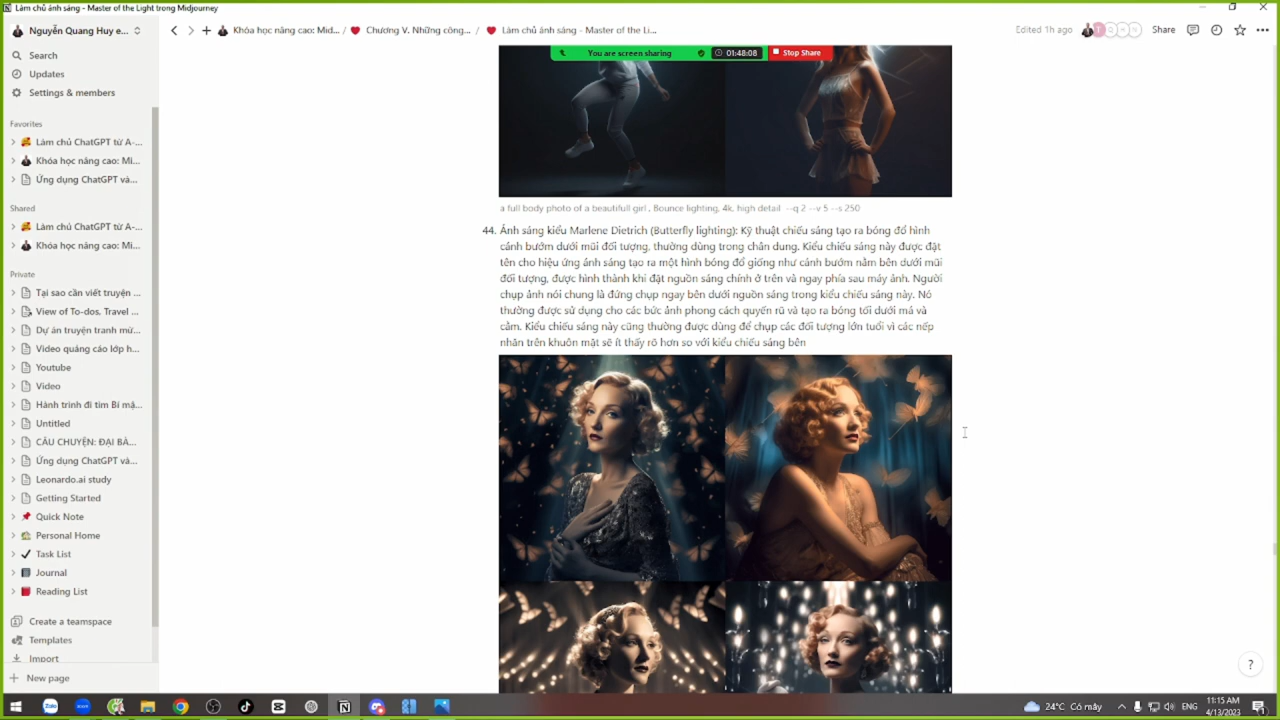 Làm chủ ánh sáng - Master of the Light trong Midjourney
Nguyễn Quang Huy e...
Khóa học nâng cao: Mid... /
Chương V. Những công... /
Làm chủ ánh sáng - Master of the Li...
Edited 1h ago
Share
Search
Updates
Settings & members
Favorites
Làm chủ ChatGPT từ A-...
Khóa học nâng cao: Mi...
Ứng dụng ChatGPT và...
Shared
Làm chủ ChatGPT từ A-...
Khóa học nâng cao: Mi...
Private
Tại sao cần viết truyện ...
View of To-dos, Travel ...
Dự án truyện tranh mừ...
Video quảng cáo lớp h...
Youtube
Video
Hành trình đi tìm Bí mậ...
Untitled
CÂU CHUYỆN: ĐẠI BÀ...
Ứng dụng ChatGPT và...
Leonardo.ai study
Getting Started
Quick Note
Personal Home
Task List
Journal
Reading List
Create a teamspace
Templates
Import
New page
You are screen sharing
01:48:08
Stop Share
a full body photo of a beautifull girl , Bounce lighting, 4k, high detail --q 2 --v 5 --s 250
44. Ánh sáng kiểu Marlene Dietrich (Butterfly lighting): Kỹ thuật chiếu sáng tạo ra bóng đổ hình
cánh bướm dưới mũi đối tượng, thường dùng trong chân dung. Kiểu chiếu sáng này được đặt
tên cho hiệu ứng ánh sáng tạo ra một hình bóng đổ giống như cánh bướm nằm bên dưới mũi
đối tượng, được hình thành khi đặt nguồn sáng chính ở trên và ngay phía sau máy ảnh. Người
chụp ảnh nói chung là đứng chụp ngay bên dưới nguồn sáng trong kiểu chiếu sáng này. Nó
thường được sử dụng cho các bức ảnh phong cách quyến rũ và tạo ra bóng tối dưới má và
cằm. Kiểu chiếu sáng này cũng thường được dùng để chụp các đối tượng lớn tuổi vì các nếp
nhăn trên khuôn mặt sẽ ít thấy rõ hơn so với kiểu chiếu sáng bên
?
Zalo
zoom
24°C Có mây
ENG
11:15 AM
4/13/2023